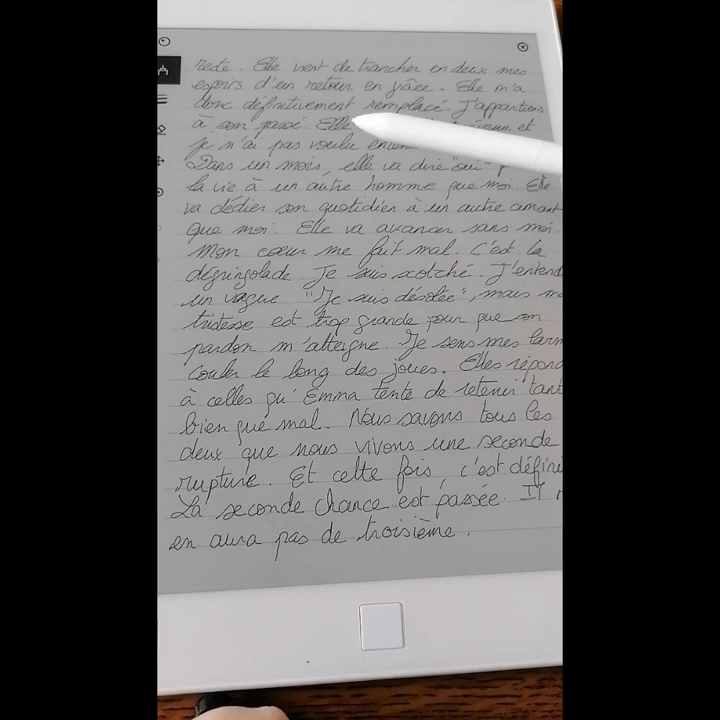 reste. Elle vient de trancher en deux mes
espoirs d'un retour en grâce. Elle m'a
donc définitivement remplacé. J'appartiens
à son passé. Elle et
je n'ai pas voulu
Dans un mois, elle va dire "oui"
la vie à un autre homme que moi. Elle
va dédier son quotidien à un autre amant
que moi. Elle va avancer sans moi.
Mon cœur me fait mal. C'est la
dégringolade. Je suis scotché. J'entend
un vague "Je suis désolée", mais m
tristesse est trop grande pour que son
pardon m'atteigne. Je sens mes larm
couler le long des joues. Elles répond
à celles qu'Emma tente de retenir tant
bien que mal. Nous savons tous les
deux que nous vivons une seconde
rupture. Et cette fois, c'est défini
La seconde chance est passée. Il n
en aura pas de troisième.